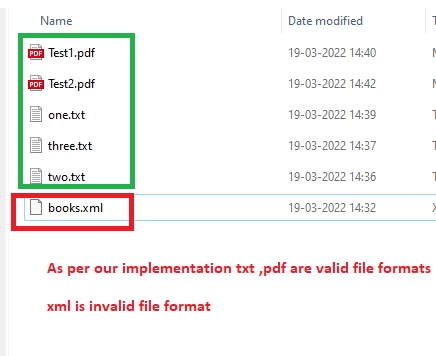 Name Date modified T
PDF Test1.pdf 19-03-2022 14:40
PDF Test2.pdf 19-03-2022 14:42
one.txt 19-03-2022 14:39 T
three.txt 19-03-2022 14:37 T
two.txt 19-03-2022 14:36 T
books.xml 19-03-2022 14:32 X
As per our implementation txt ,pdf are valid file formats
xml is invalid file format